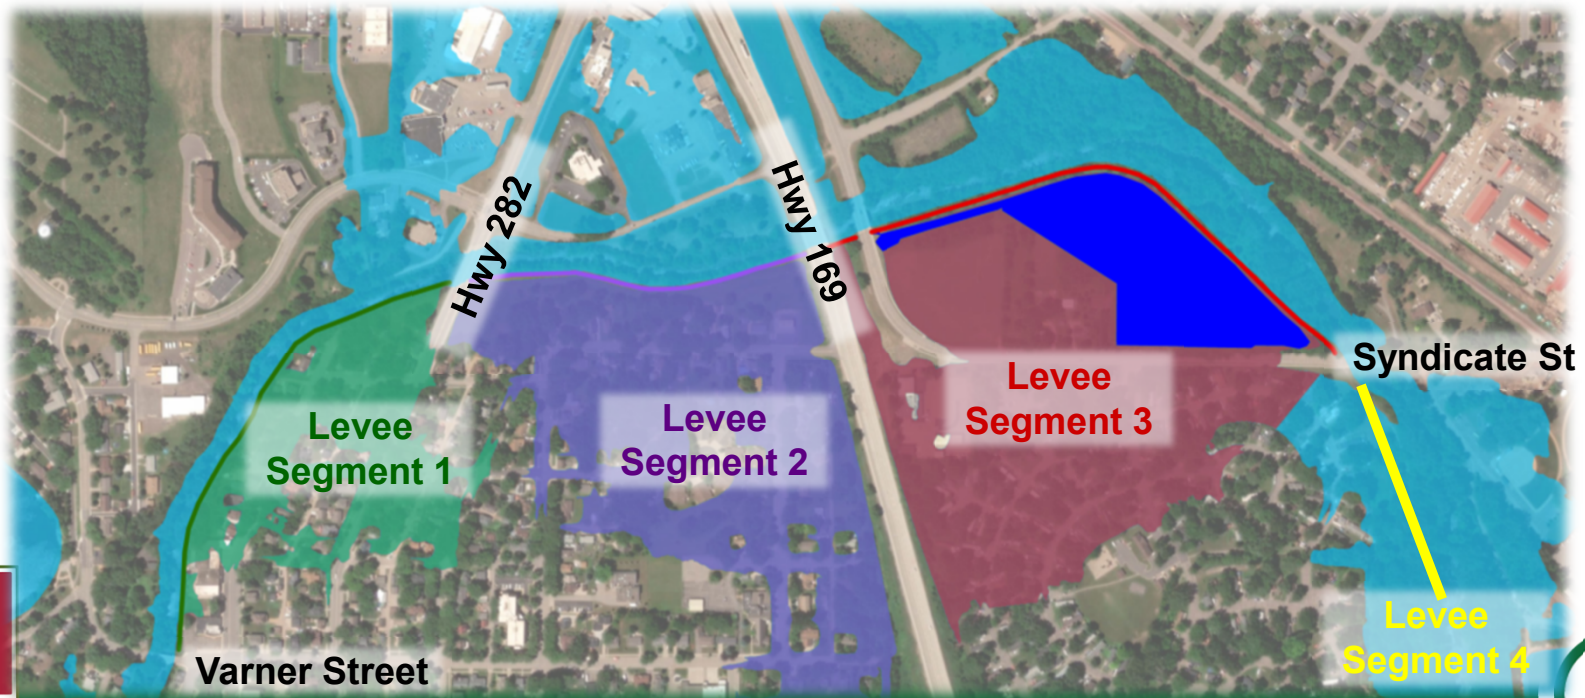 Hwy 282
Hwy 169
Syndicate St
Levee
Segment 1
Levee
Segment 2
Levee
Segment 3
Levee
Segment 4
Varner Street